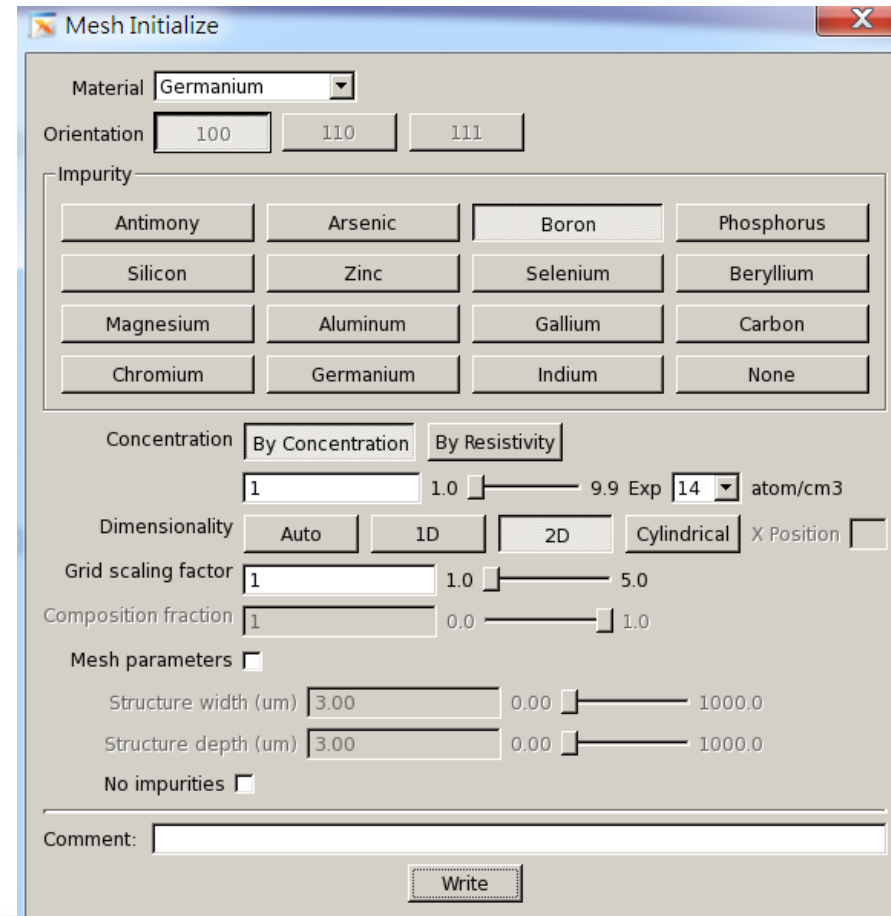 Mesh Initialize X
Material Germanium
Orientation 100 110 111
Impurity
Antimony Arsenic Boron Phosphorus
Silicon Zinc Selenium Beryllium
Magnesium Aluminum Gallium Carbon
Chromium Germanium Indium None
Concentration By Concentration By Resistivity
1 1.0 9.9 Exp 14 atom/cm3
Dimensionality Auto 1D 2D Cylindrical X Position
Grid scaling factor 1 1.0 5.0
Composition fraction 1 0.0 1.0
Mesh parameters
Structure width (um) 3.00 0.00 1000.0
Structure depth (um) 3.00 0.00 1000.0
No impurities
Comment:
Write